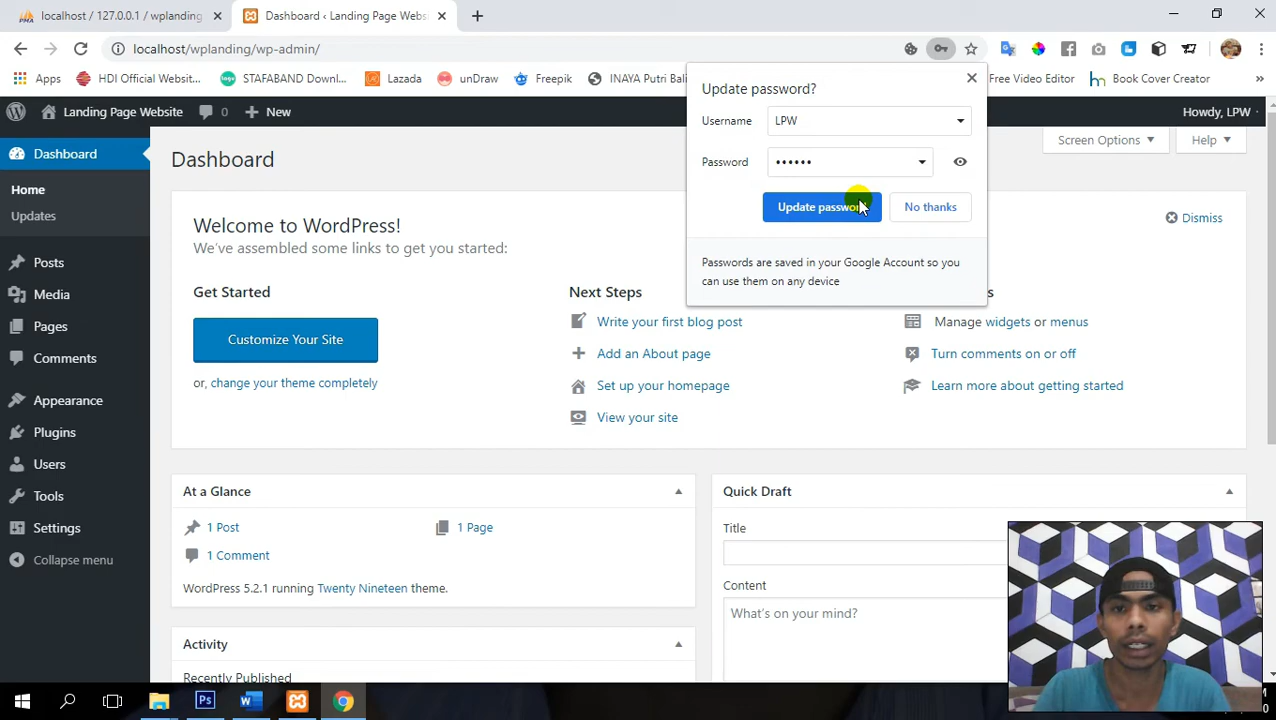 localhost / 127.0.0.1 / wplanding
Dashboard ‹ Landing Page Webs
localhost/wplanding/wp-admin/
Apps
HDI Official Websit...
STAFABAND Downl...
Lazada
unDraw
Freepik
INAYA Putri Bali
Free Video Editor
Book Cover Creator
Landing Page Website
0
New
Howdy, LPW
Update password?
Username
LPW
Password
••••••
Update password
No thanks
Passwords are saved in your Google Account so you
can use them on any device
Screen Options
Help
Dashboard
Home
Updates
Posts
Media
Pages
Comments
Appearance
Plugins
Users
Tools
Settings
Collapse menu
Dashboard
Welcome to WordPress!
We've assembled some links to get you started:
Dismiss
Get Started
Customize Your Site
or, change your theme completely
Next Steps
Write your first blog post
Add an About page
Set up your homepage
View your site
Manage widgets or menus
Turn comments on or off
Learn more about getting started
At a Glance
1 Post
1 Page
1 Comment
WordPress 5.2.1 running Twenty Nineteen theme.
Activity
Recently Published
Quick Draft
Title
Content
What's on your mind?